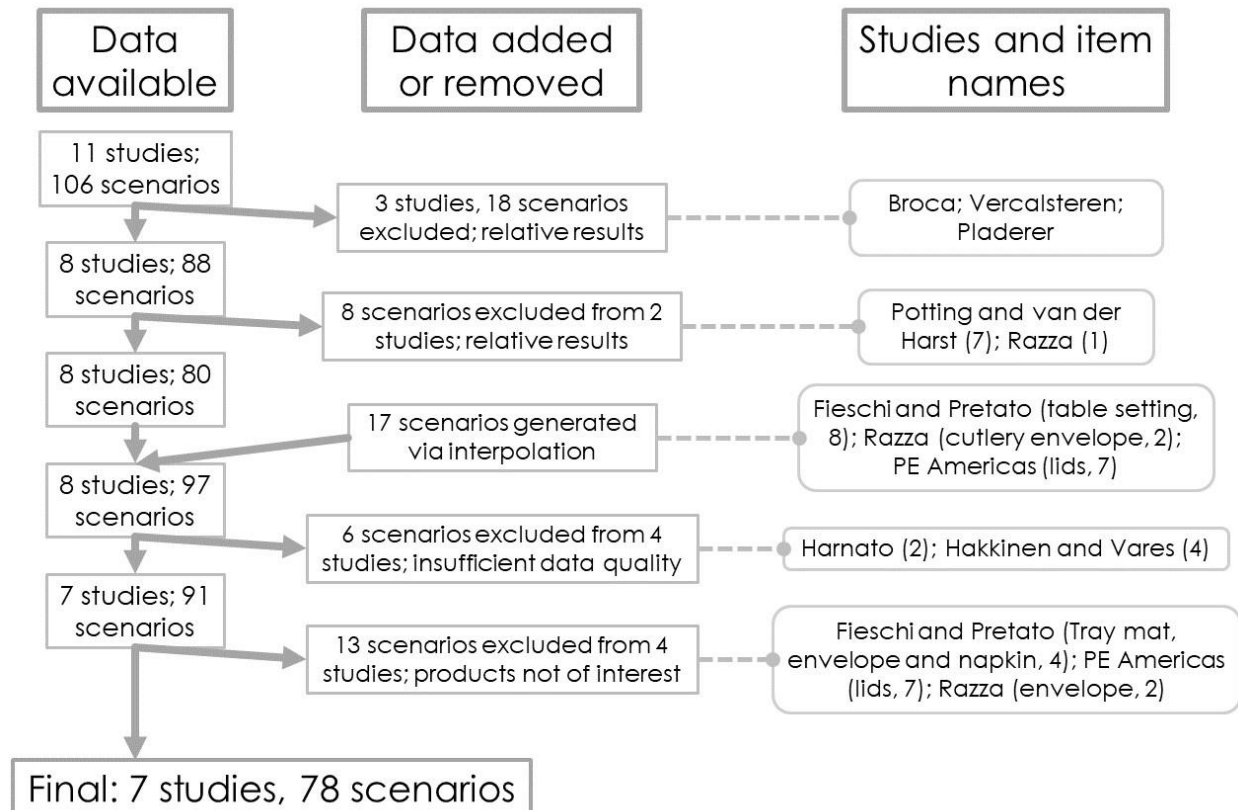 Data
available
Data added
or removed
Studies and item
names
11 studies;
106 scenarios
3 studies, 18 scenarios
excluded; relative results
Broca; Vercalsteren;
Pladerer
8 studies; 88
scenarios
8 scenarios excluded from 2
studies; relative results
Potting and van der
Harst (7); Razza (1)
8 studies; 80
scenarios
17 scenarios generated
via interpolation
Fieschi and Pretato (table setting,
8); Razza (cutlery envelope, 2);
PE Americas (lids, 7)
8 studies; 97
scenarios
6 scenarios excluded from 4
studies; insufficient data quality
Harnato (2); Hakkinen and Vares (4)
7 studies; 91
scenarios
13 scenarios excluded from 4
studies; products not of interest
Fieschi and Pretato (Tray mat,
envelope and napkin, 4); PE Americas
(lids, 7); Razza (envelope, 2)
Final: 7 studies, 78 scenarios